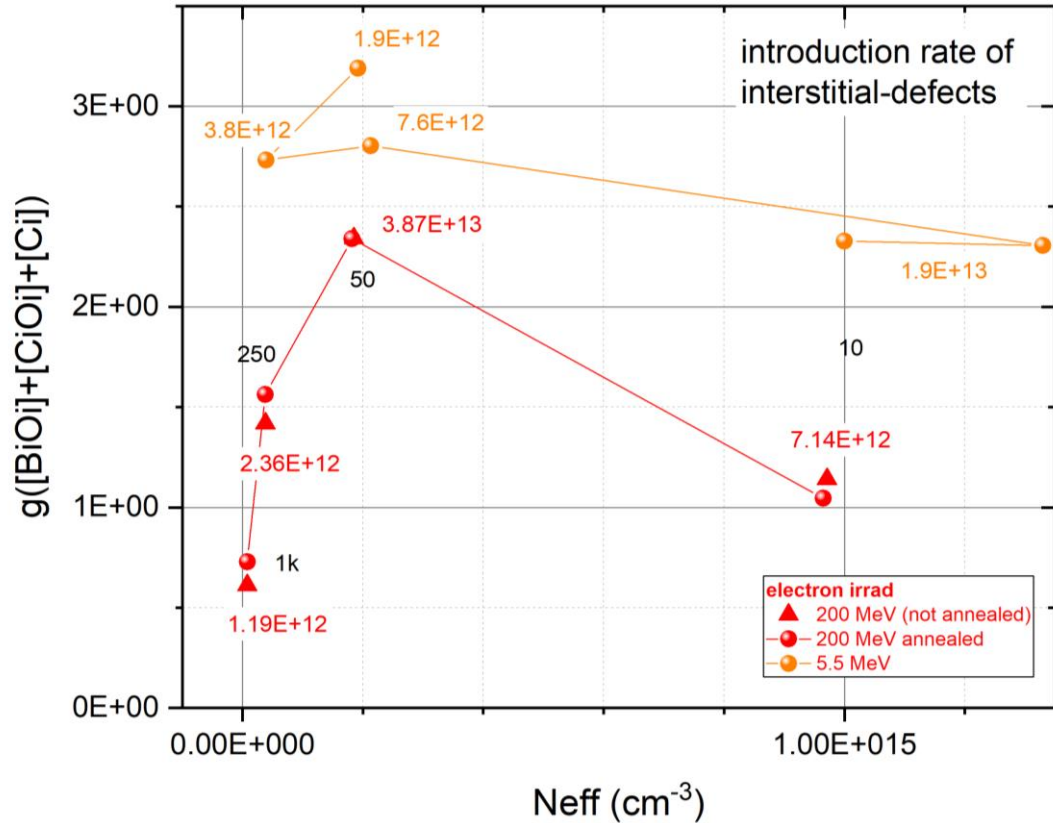 introduction rate of
interstitial-defects
1.9E+12
3.8E+12
7.6E+12
3E+00
3.87E+13
50
1.9E+13
2E+00
250
10
7.14E+12
2.36E+12
1E+00
1k
1.19E+12
electron irrad
200 MeV (not annealed)
200 MeV annealed
5.5 MeV
0E+00
0.00E+000
1.00E+015
Neff (cm-3)
g([BiOi]+[CiOi]+[Ci]